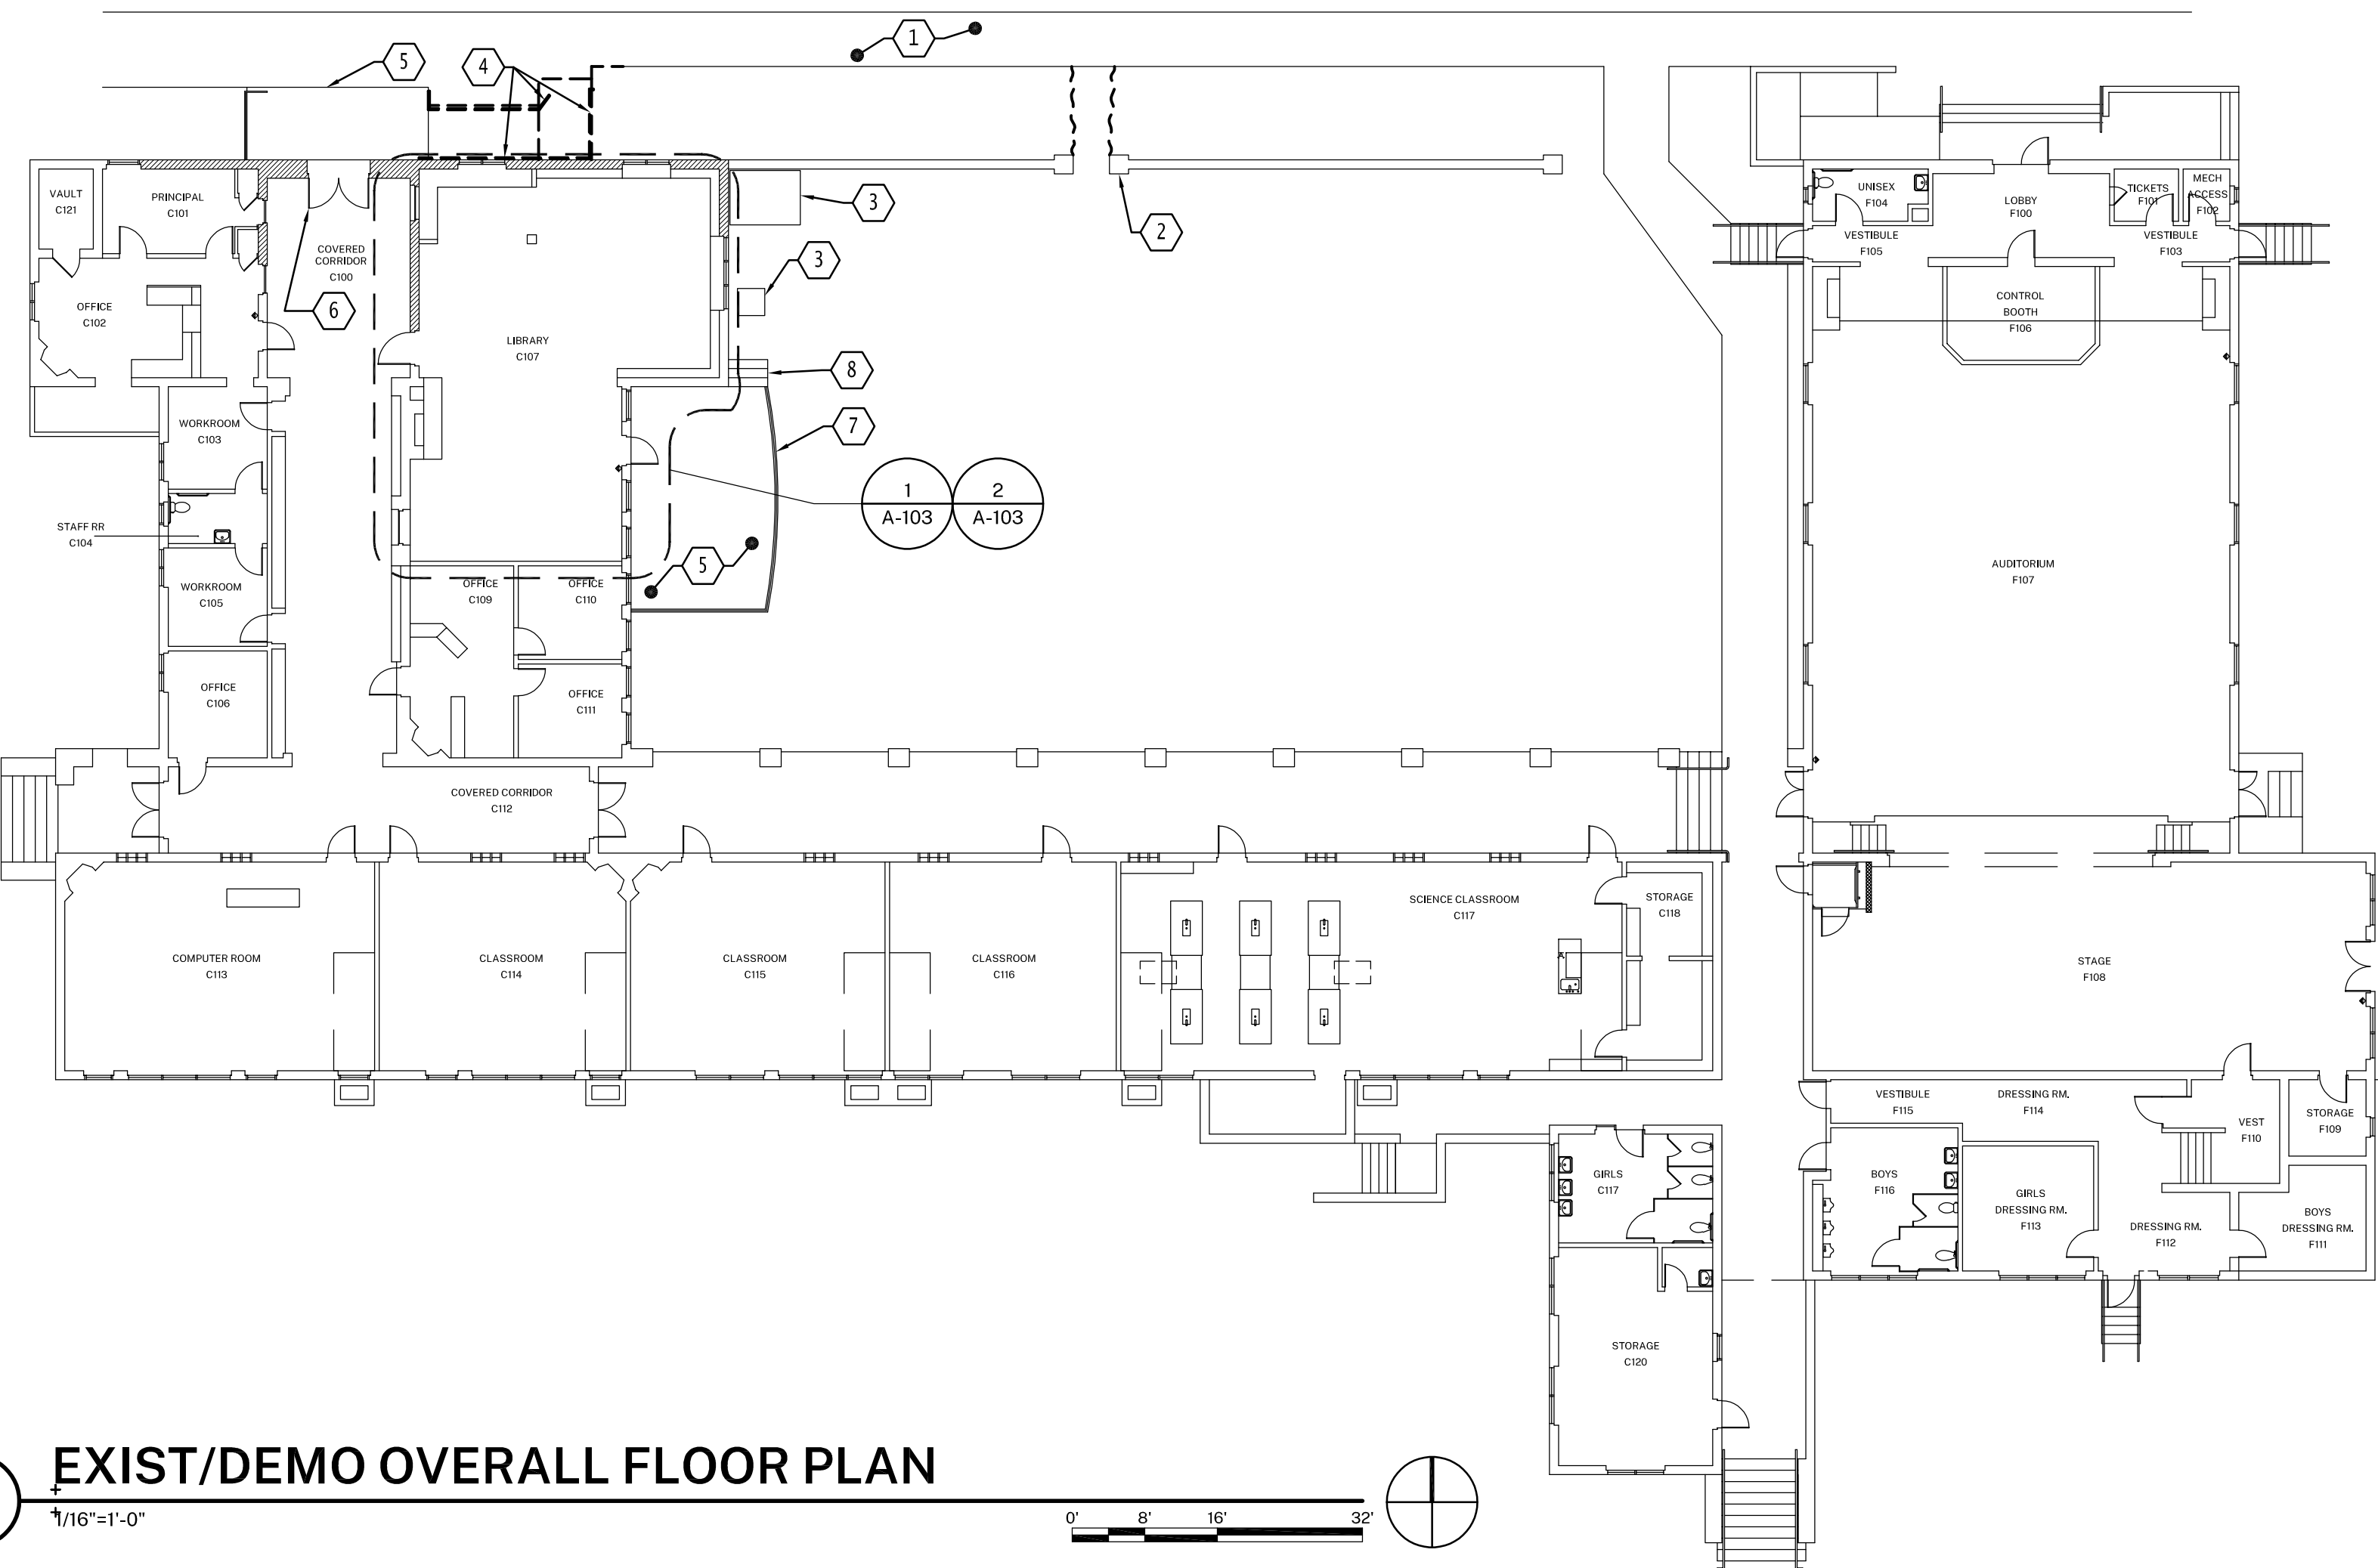 1
5
4
VAULT
C121
PRINCIPAL
C101
3
2
UNISEX
F104
LOBBY
F100
TICKETS
F101
MECH
ACCESS
F102
VESTIBULE
F105
VESTIBULE
F103
COVERED
CORRIDOR
C100
3
OFFICE
C102
6
CONTROL
BOOTH
F106
LIBRARY
C107
8
WORKROOM
C103
7
1
A-103
2
A-103
STAFF RR
C104
5
AUDITORIUM
F107
WORKROOM
C105
OFFICE
C109
OFFICE
C110
OFFICE
C106
OFFICE
C111
COVERED CORRIDOR
C112
SCIENCE CLASSROOM
C117
STORAGE
C118
COMPUTER ROOM
C113
CLASSROOM
C114
CLASSROOM
C115
CLASSROOM
C116
STAGE
F108
VESTIBULE
F115
DRESSING RM.
F114
VEST
F110
STORAGE
F109
GIRLS
C117
BOYS
F116
GIRLS
DRESSING RM.
F113
DRESSING RM.
F112
BOYS
DRESSING RM.
F111
STORAGE
C120
EXIST/DEMO OVERALL FLOOR PLAN
1/16"=1'-0"
0' 8' 16' 32'